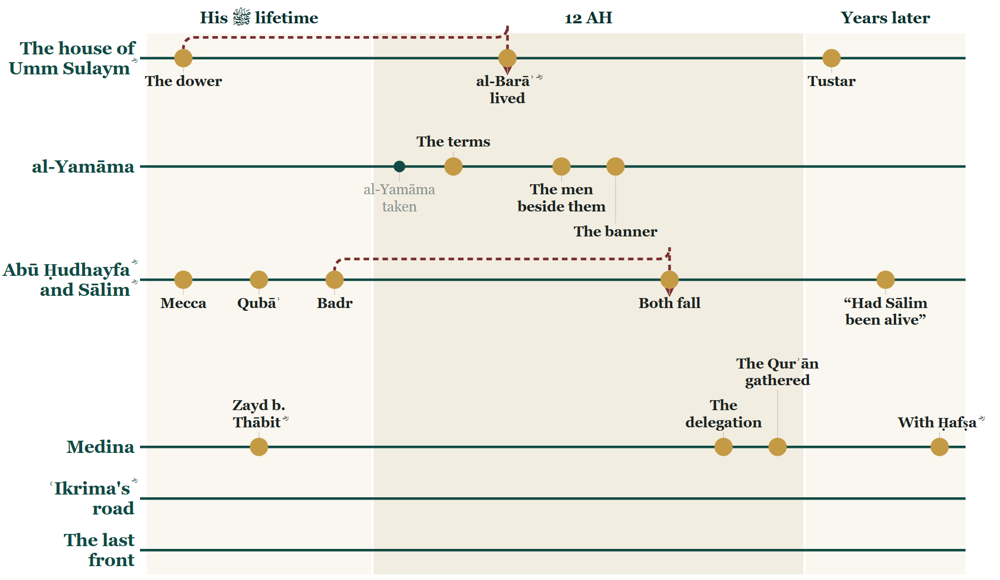 His ﷺ lifetime
12 AH
Years later
The house of
Umm Sulaym ؓ
The dower
al-Barāʾ ؓ
lived
Tustar
al-Yamāma
The terms
al-Yamāma
taken
The men
beside them
The banner
Abū Ḥudhayfa ؓ
and Sālim ؓ
Mecca
Qubāʾ
Badr
Both fall
“Had Sālim
been alive”
Medina
Zayd b.
Thābit ؓ
The
delegation
The Qurʾān
gathered
With Ḥafṣa ؓ
ʿIkrima's ؓ
road
The last
front